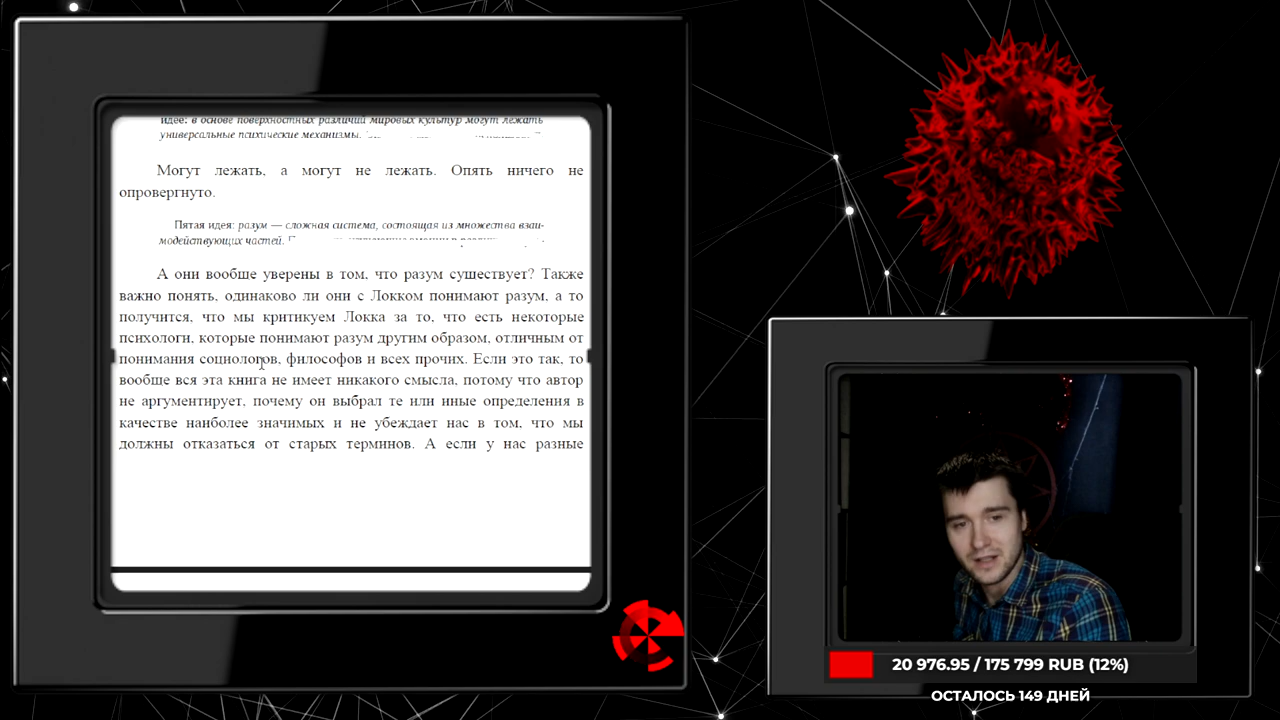 идее: в основе поверхностных различий мировых культур могут лежать
универсальные психические механизмы.
Могут лежать, а могут не лежать. Опять ничего не
опровергнуто.
Пятая идея: разум — сложная система, состоящая из множества взаи-
модействующих частей.
А они вообще уверены в том, что разум существует? Также
важно понять, одинаково ли они с Локком понимают разум, а то
получится, что мы критикуем Локка за то, что есть некоторые
психологи, которые понимают разум другим образом, отличным от
понимания социологов, философов и всех прочих. Если это так, то
вообще вся эта книга не имеет никакого смысла, потому что автор
не аргументирует, почему он выбрал те или иные определения в
качестве наиболее значимых и не убеждает нас в том, что мы
должны отказаться от старых терминов. А если у нас разные
20 976.95 / 175 799 RUB (12%)
ОСТАЛОСЬ 149 ДНЕЙ